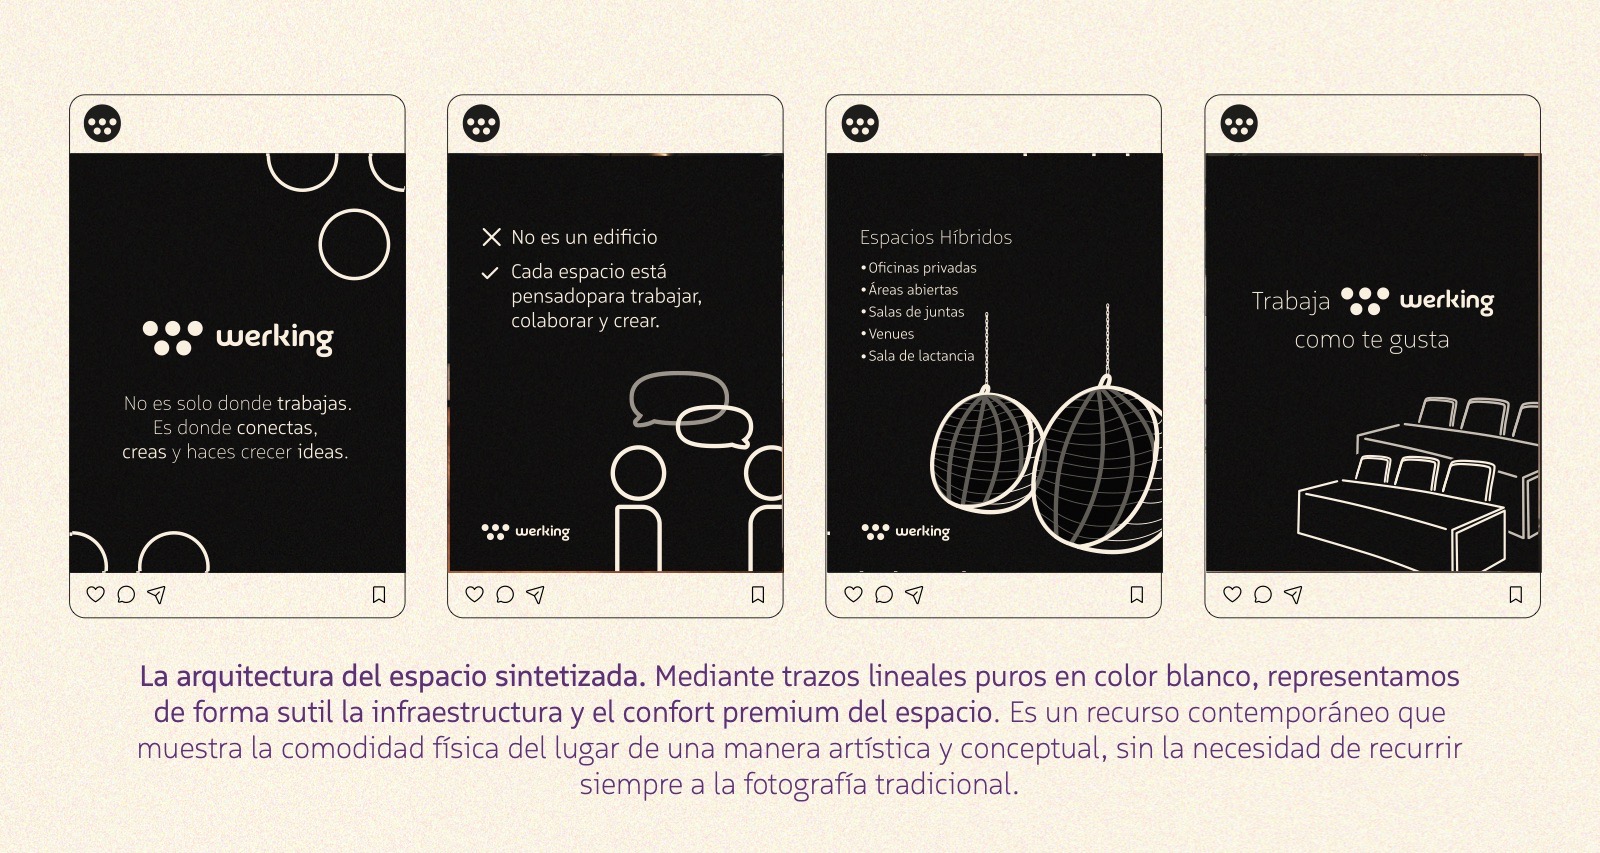 werking
No es solo donde trabajas.
Es donde conectas,
creas y haces crecer ideas.
No es un edificio
Cada espacio está
pensadopara trabajar,
colaborar y crear.
werking
Espacios Híbridos
•Oficinas privadas
•Áreas abiertas
•Salas de juntas
•Venues
•Sala de lactancia
werking
Trabaja werking
como te gusta
La arquitectura del espacio sintetizada. Mediante trazos lineales puros en color blanco, representamos
de forma sutil la infraestructura y el confort premium del espacio. Es un recurso contemporáneo que
muestra la comodidad física del lugar de una manera artística y conceptual, sin la necesidad de recurrir
siempre a la fotografía tradicional.